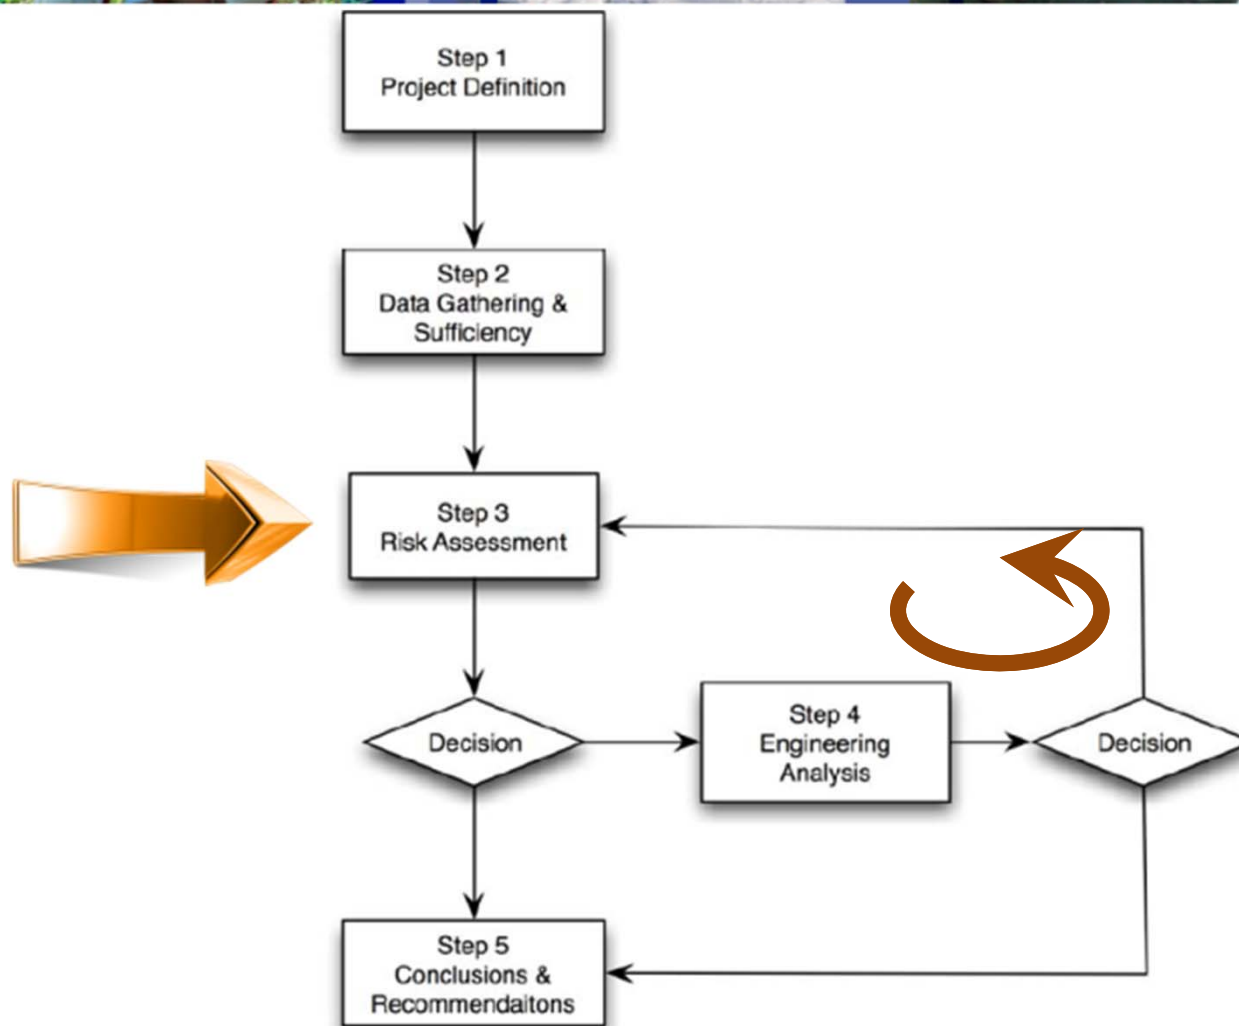 Step 1
Project Definition
Step 2
Data Gathering &
Sufficiency
Step 3
Risk Assessment
Decision
Step 4
Engineering
Analysis
Decision
Step 5
Conclusions &
Recommendaitons